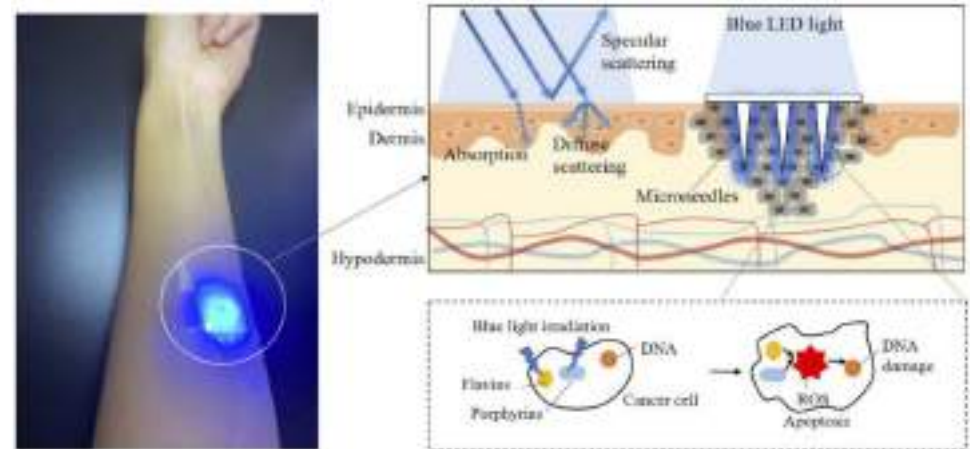 Blue LED light
Specular
scattering
Epidermis
Dermis
Absorption
Diffuse
scattering
Microneedles
Hypodermis
Blue light irradiation
DNA
Flavins
Porphyrins
Cancer cell
DNA
damage
ROS
Apoptosis